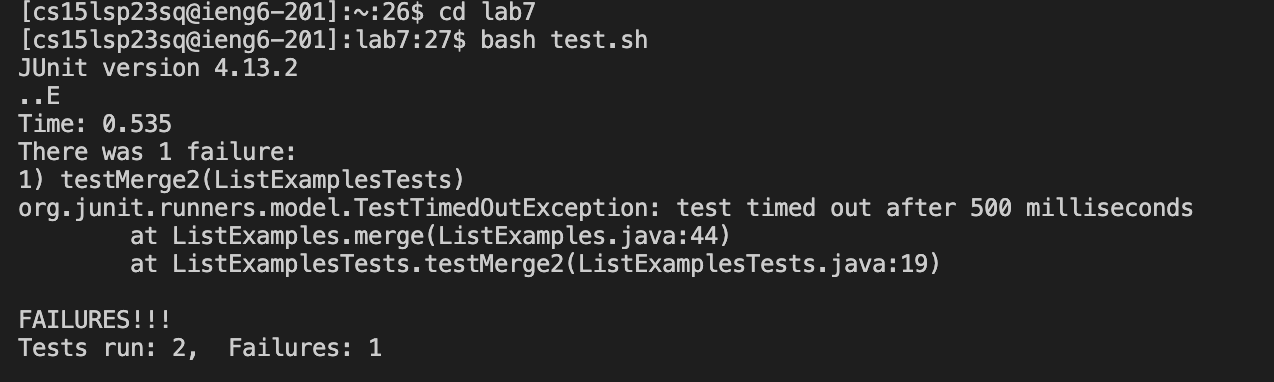 [cs15lsp23sq@ieng6-201]:~:26$ cd lab7
[cs15lsp23sq@ieng6-201]:lab7:27$ bash test.sh
JUnit version 4.13.2
..E
Time: 0.535
There was 1 failure:
1) testMerge2(ListExamplesTests)
org.junit.runners.model.TestTimedOutException: test timed out after 500 milliseconds
        at ListExamples.merge(ListExamples.java:44)
        at ListExamplesTests.testMerge2(ListExamplesTests.java:19)

FAILURES!!!
Tests run: 2,  Failures: 1